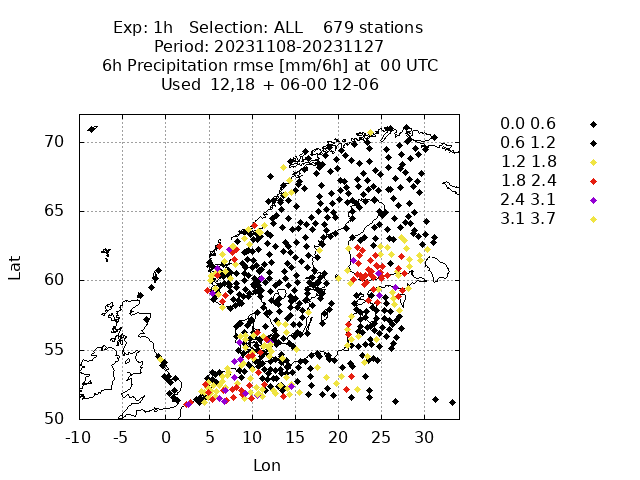 Exp: 1h   Selection: ALL    679 stations
Period: 20231108-20231127
6h Precipitation rmse [mm/6h] at  00 UTC
Used  12,18  + 06-00 12-06
0.0 0.6
0.6 1.2
1.2 1.8
1.8 2.4
2.4 3.1
3.1 3.7
70
65
60
55
50
Lat
-10 -5 0 5 10 15 20 25 30
Lon